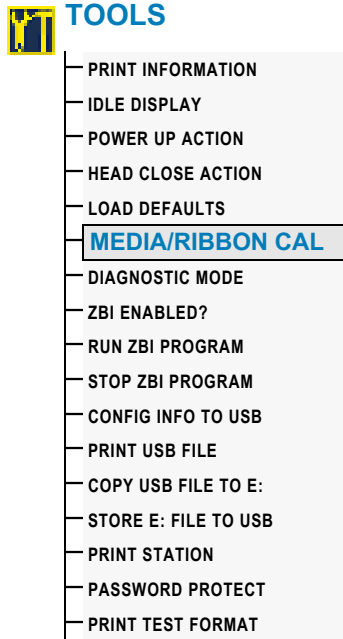 TOOLS
PRINT INFORMATION
IDLE DISPLAY
POWER UP ACTION
HEAD CLOSE ACTION
LOAD DEFAULTS
MEDIA/RIBBON CAL
DIAGNOSTIC MODE
ZBI ENABLED?
RUN ZBI PROGRAM
STOP ZBI PROGRAM
CONFIG INFO TO USB
PRINT USB FILE
COPY USB FILE TO E:
STORE E: FILE TO USB
PRINT STATION
PASSWORD PROTECT
PRINT TEST FORMAT